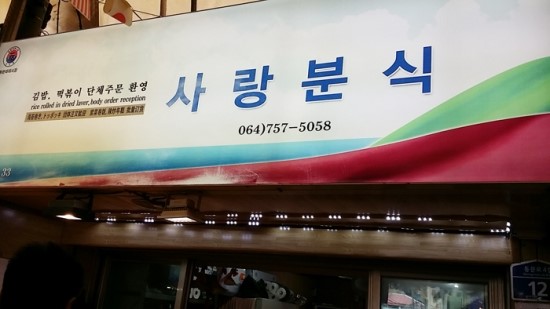 김밥, 떡볶이 단체주문 환영
rice rolled in dried laver, body order reception
사랑분식
064)757-5058
33
12